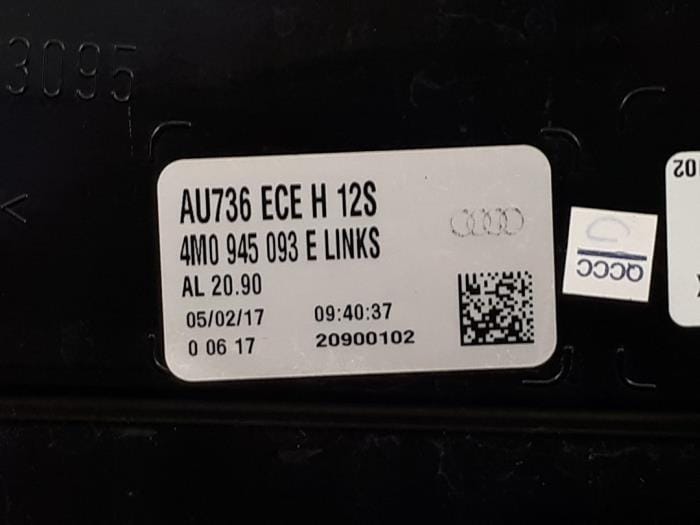 3095
AU736 ECE H 12S
4M0 945 093 E LINKS
AL 20.90
05/02/17 09:40:37
0 06 17 20900102
QCCC